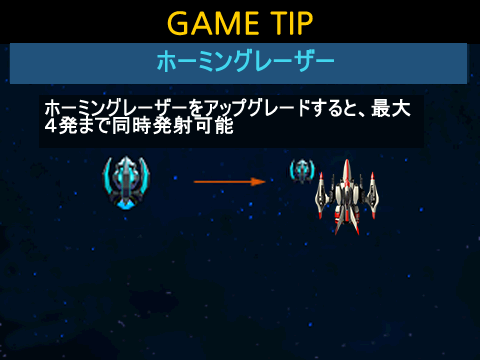 GAME TIP
ホーミングレーザー
ホーミングレーザーをアップグレードすると、最大
４発まで同時発射可能